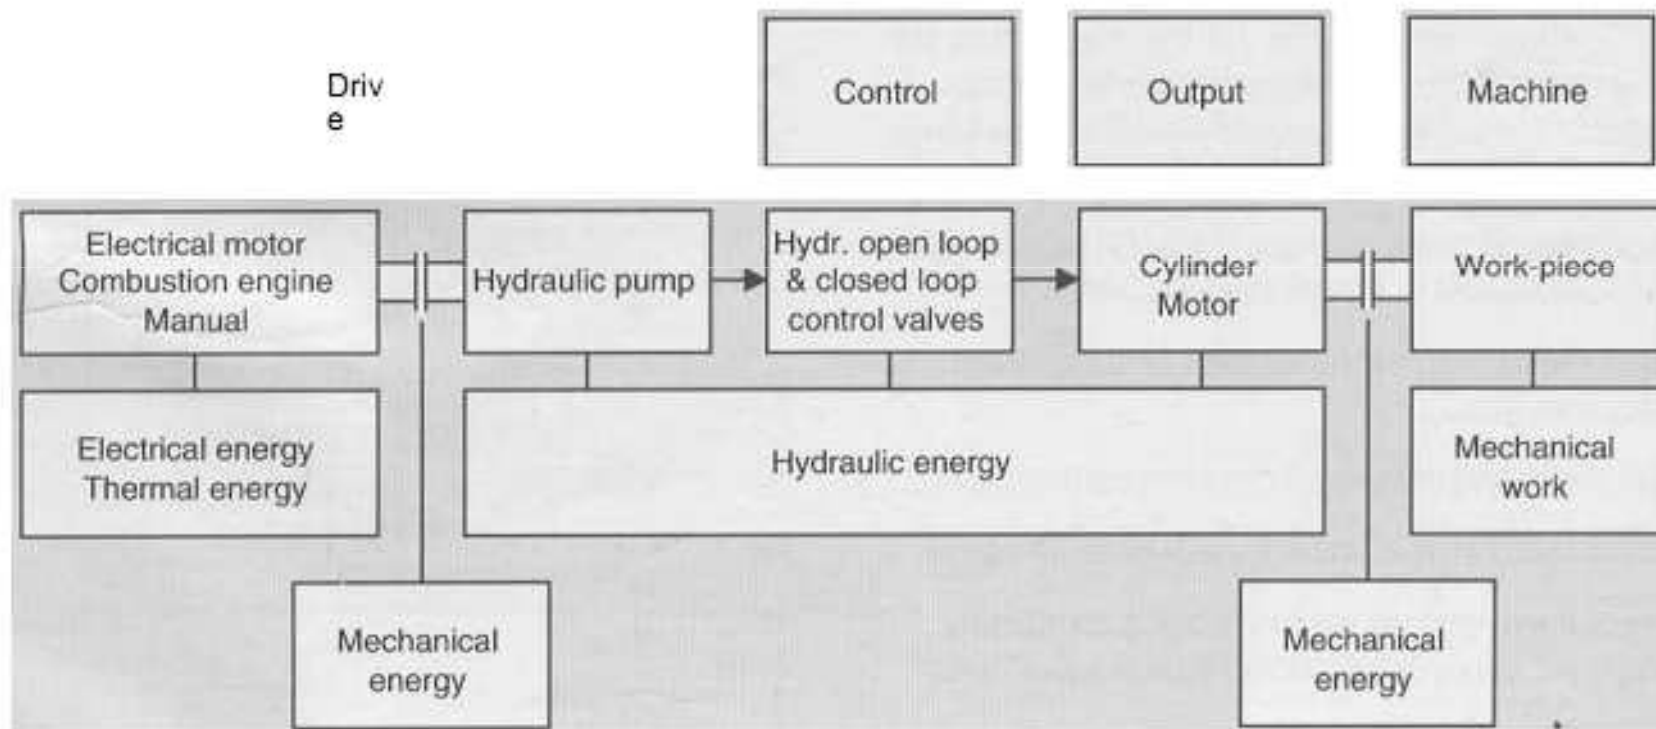 Driv
e
Control
Output
Machine
Electrical motor
Combustion engine
Manual
Hydraulic pump
Hydr. open loop
& closed loop
control valves
Cylinder
Motor
Work-piece
Electrical energy
Thermal energy
Hydraulic energy
Mechanical
work
Mechanical
energy
Mechanical
energy